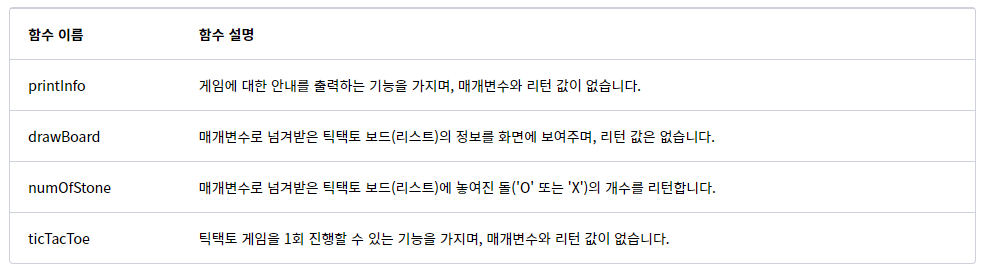 함수 이름 함수 설명
printInfo 게임에 대한 안내를 출력하는 기능을 가지며, 매개변수와 리턴 값이 없습니다.
drawBoard 매개변수로 넘겨받은 틱택토 보드(리스트)의 정보를 화면에 보여주며, 리턴 값은 없습니다.
numOfStone 매개변수로 넘겨받은 틱택토 보드(리스트)에 놓여진 돌('O' 또는 'X')의 개수를 리턴합니다.
ticTacToe 틱택토 게임을 1회 진행할 수 있는 기능을 가지며, 매개변수와 리턴 값이 없습니다.